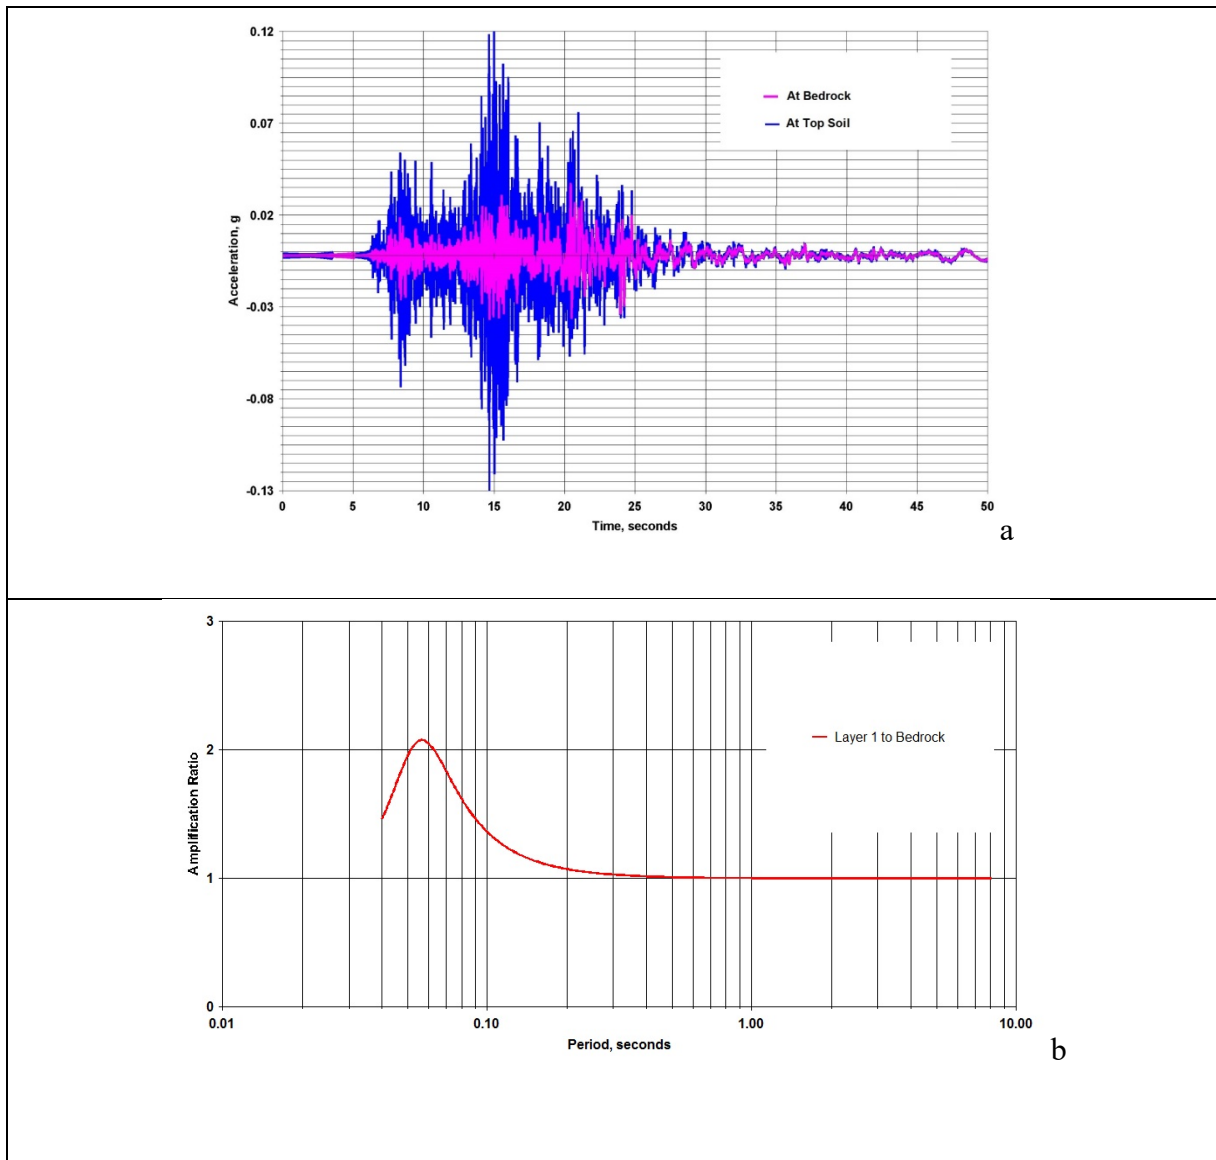 0.12
0.07
0.02
-0.03
-0.08
-0.13
Acceleration, g
At Bedrock
At Top Soil
0 5 10 15 20 25 30 35 40 45 50
Time, seconds
a
3
2
1
0
Amplification Ratio
Layer 1 to Bedrock
0.01 0.10 1.00 10.00
Period, seconds
b